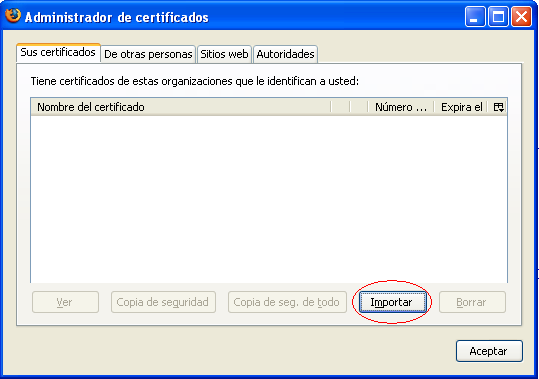 Administrador de certificados
Sus certificados De otras personas Sitios web Autoridades
Tiene certificados de estas organizaciones que le identifican a usted:
Nombre del certificado Número ... Expira el
Ver Copia de seguridad Copia de seg. de todo Importar Borrar
Aceptar